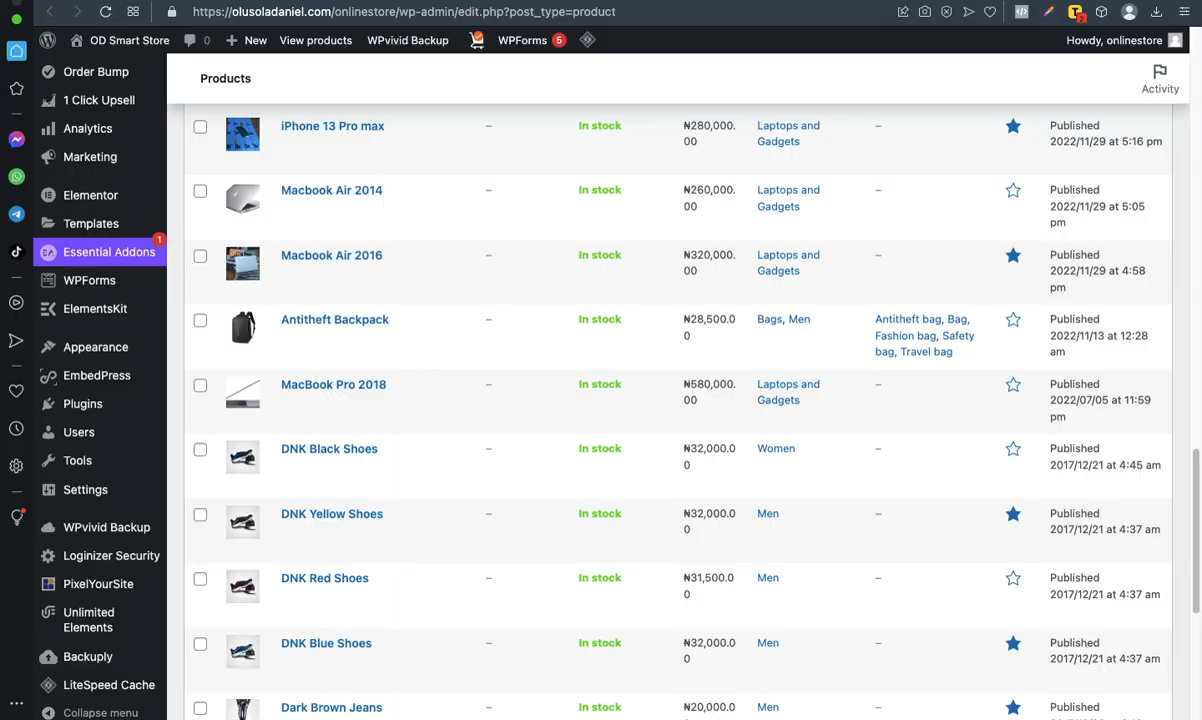 https://olusoladaniel.com/onlinestore/wp-admin/edit.php?post_type=product
OD Smart Store
0
New
View products
WPvivid Backup
WPForms 5
Howdy, onlinestore
Order Bump
1 Click Upsell
Analytics
Marketing
Elementor
Templates
Essential Addons
1
WPForms
ElementsKit
Appearance
EmbedPress
Plugins
Users
Tools
Settings
WPvivid Backup
Loginizer Security
PixelYourSite
Unlimited
Elements
Backuply
LiteSpeed Cache
Collapse menu
Products
Activity
iPhone 13 Pro max – In stock ₦280,000. Laptops and – Published
00 Gadgets 2022/11/29 at 5:16 pm
Macbook Air 2014 – In stock ₦260,000. Laptops and – Published
00 Gadgets 2022/11/29 at 5:05
pm
Macbook Air 2016 – In stock ₦320,000. Laptops and – Published
00 Gadgets 2022/11/29 at 4:58
pm
Antitheft Backpack – In stock ₦28,500.0 Bags, Men Antitheft bag, Bag, Published
0 Fashion bag, Safety 2022/11/13 at 12:28
bag, Travel bag am
MacBook Pro 2018 – In stock ₦580,000. Laptops and – Published
00 Gadgets 2022/07/05 at 11:59
pm
DNK Black Shoes – In stock ₦32,000.0 Women – Published
0 2017/12/21 at 4:45 am
DNK Yellow Shoes – In stock ₦32,000.0 Men – Published
0 2017/12/21 at 4:37 am
DNK Red Shoes – In stock ₦31,500.0 Men – Published
0 2017/12/21 at 4:37 am
DNK Blue Shoes – In stock ₦32,000.0 Men – Published
0 2017/12/21 at 4:37 am
Dark Brown Jeans – In stock ₦20,000.0 Men – Published